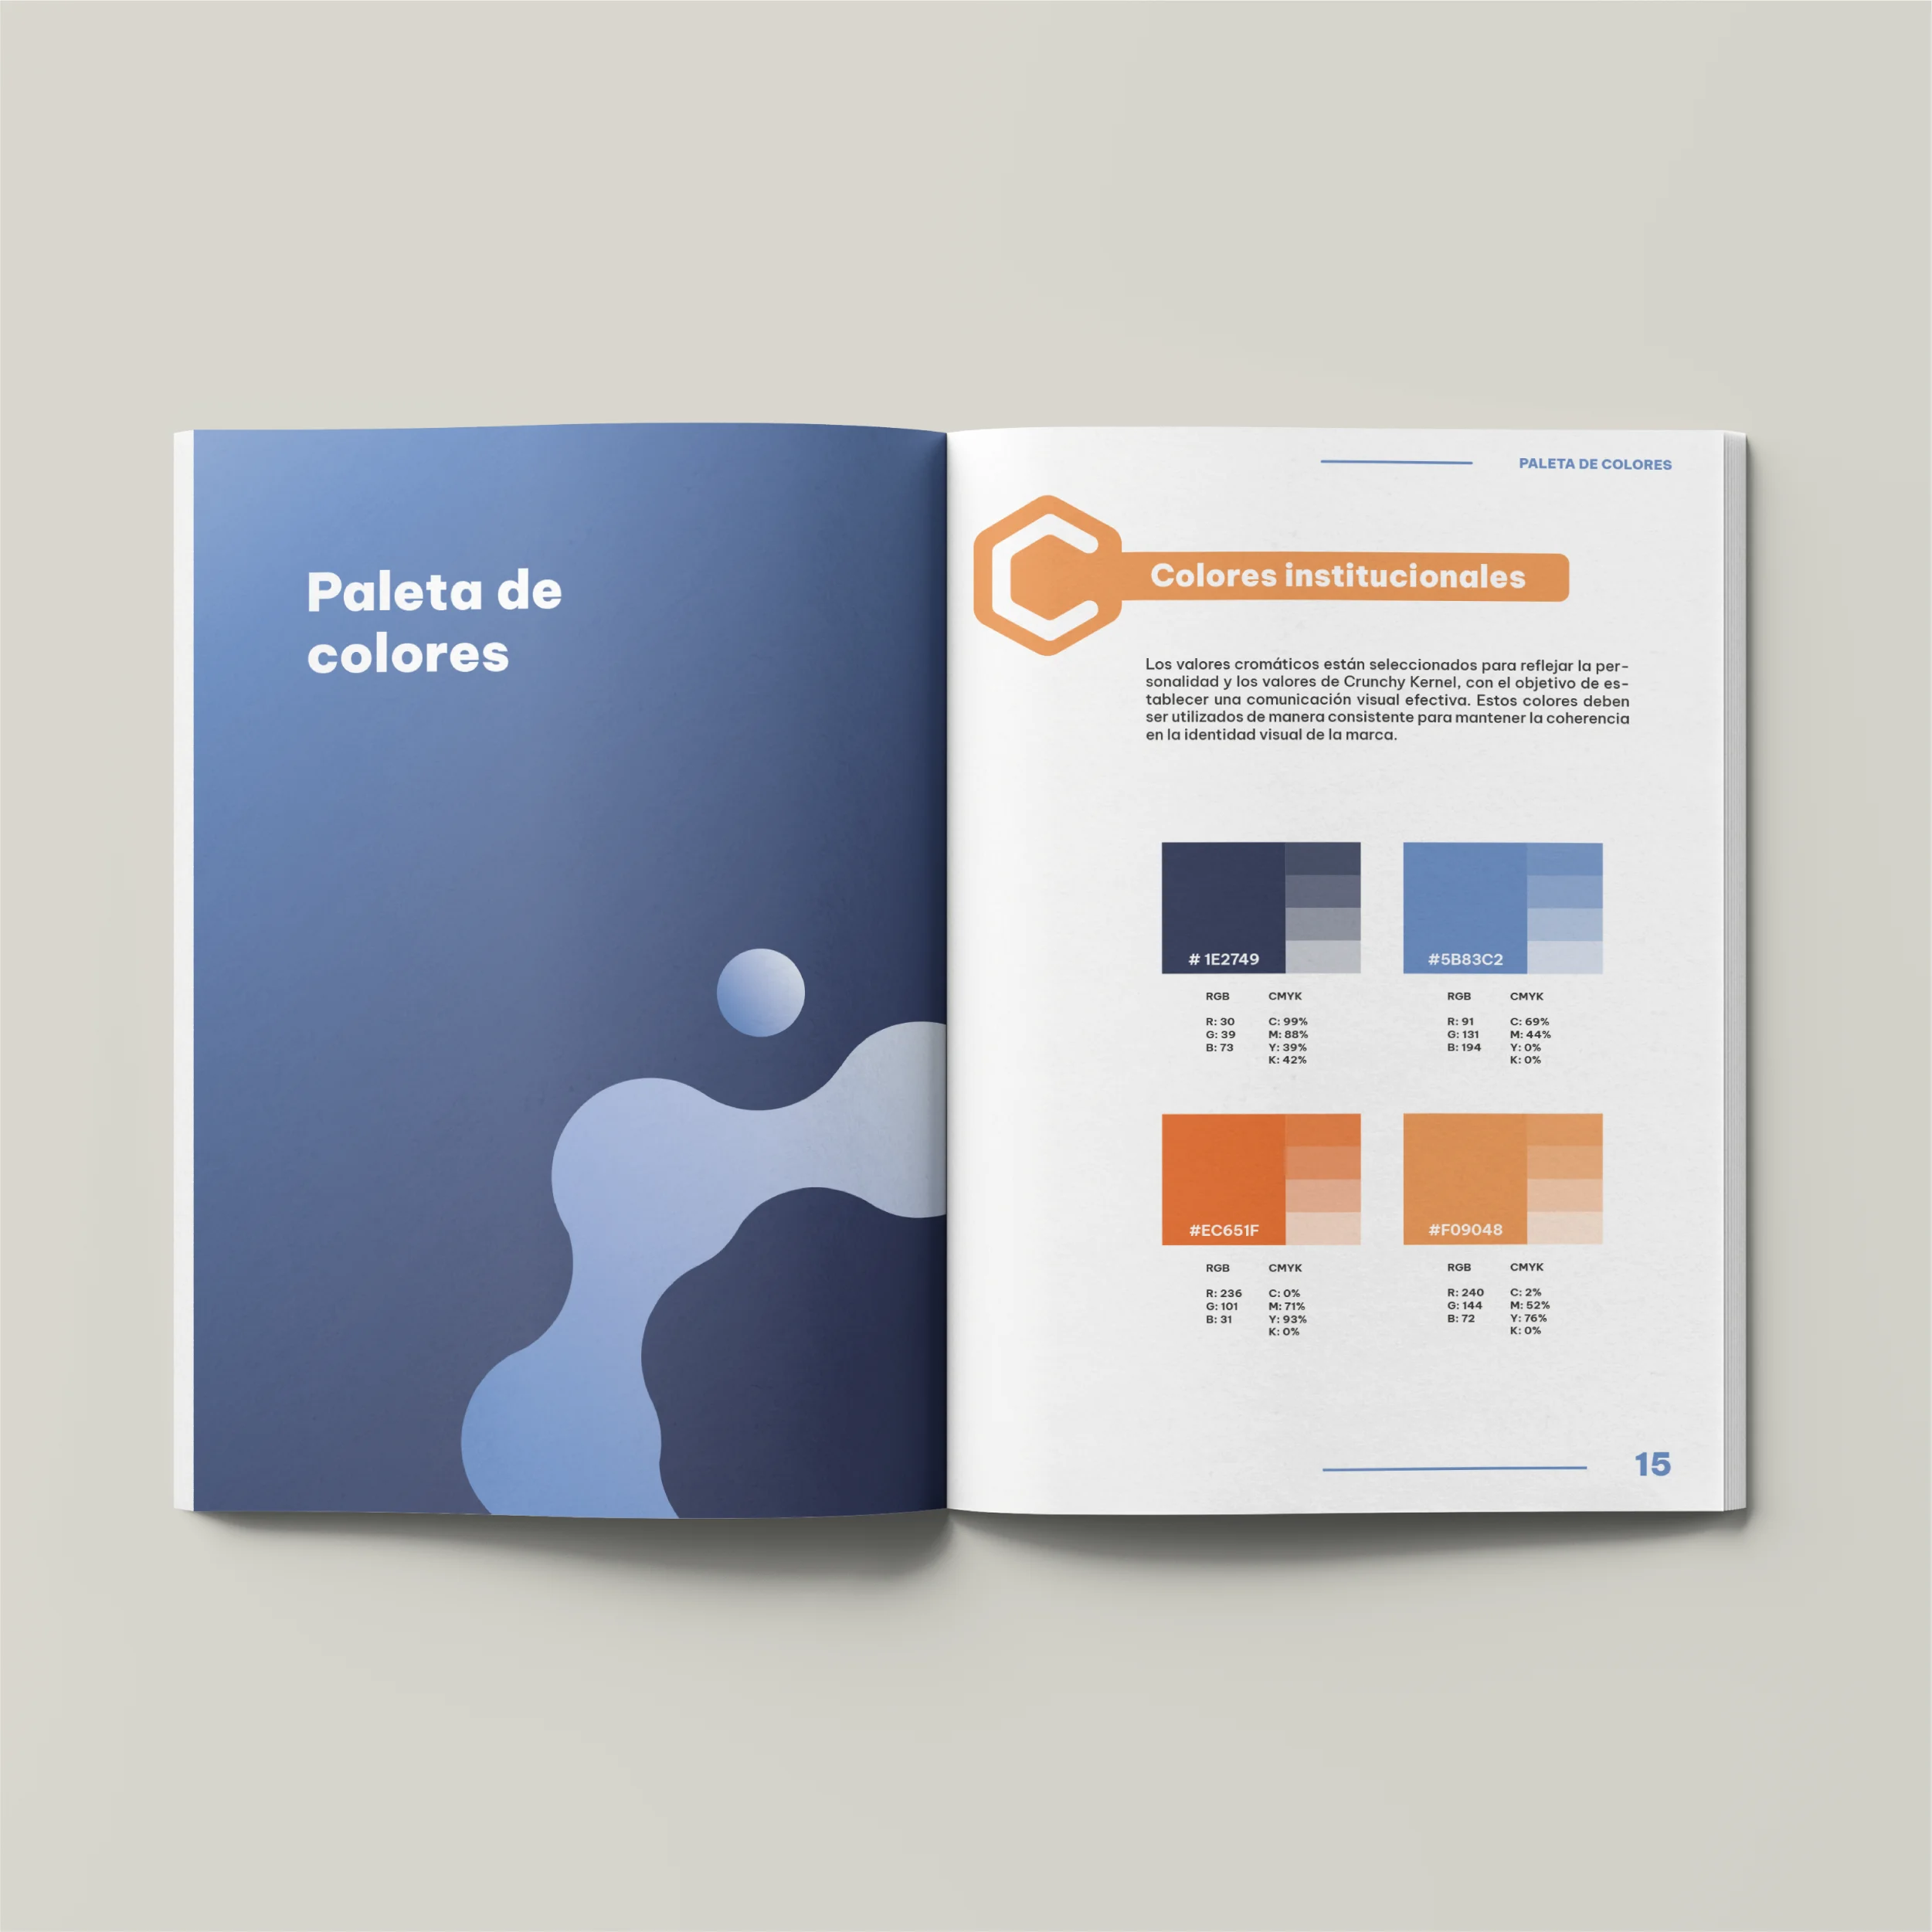 Paleta de
colores
PALETA DE COLORES
Colores institucionales
Los valores cromáticos están seleccionados para reflejar la per-
sonalidad y los valores de Crunchy Kernel, con el objetivo de es-
tablecer una comunicación visual efectiva. Estos colores deben
ser utilizados de manera consistente para mantener la coherencia
en la identidad visual de la marca.
# 1E2749
RGB
R: 30
G: 39
B: 73
CMYK
C: 99%
M: 88%
Y: 39%
K: 42%
#5B83C2
RGB
R: 91
G: 131
B: 194
CMYK
C: 69%
M: 44%
Y: 0%
K: 0%
#EC651F
RGB
R: 236
G: 101
B: 31
CMYK
C: 0%
M: 71%
Y: 93%
K: 0%
#F09048
RGB
R: 240
G: 144
B: 72
CMYK
C: 2%
M: 52%
Y: 76%
K: 0%
15